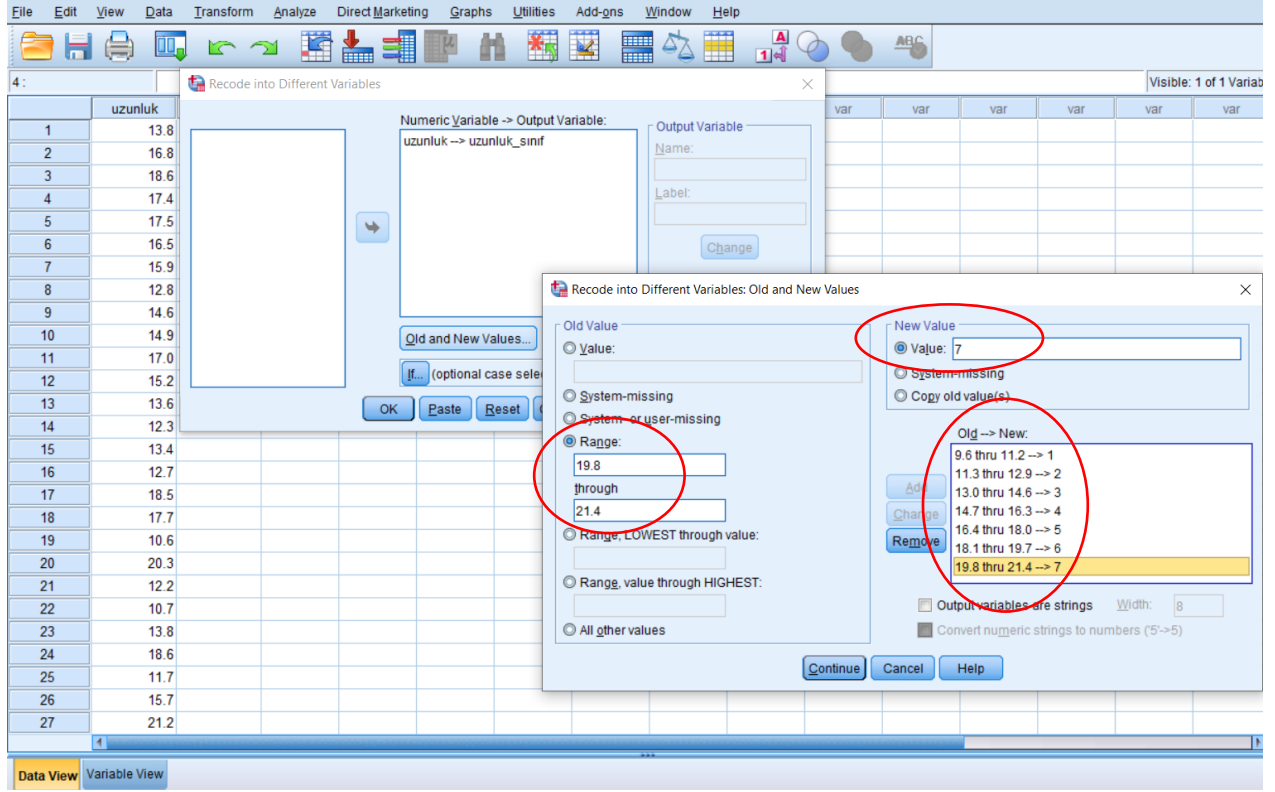 File Edit View Data Transform Analyze Direct Marketing Graphs Utilities Add-ons Window Help
4 :
Visible: 1 of 1 Variab
Recode into Different Variables
uzunluk var var var var var var
1 13.8
2 16.8
3 18.6
4 17.4
5 17.5
6 16.5
7 15.9
8 12.8
9 14.6
10 14.9
11 17.0
12 15.2
13 13.6
14 12.3
15 13.4
16 12.7
17 18.5
18 17.7
19 10.6
20 20.3
21 12.2
22 10.7
23 13.8
24 18.6
25 11.7
26 15.7
27 21.2
Numeric Variable -> Output Variable:
uzunluk --> uzunluk_sınıf
Output Variable
Name:
Label:
Change
Old and New Values...
If... (optional case selec
OK Paste Reset
Recode into Different Variables: Old and New Values
Old Value
Value:
System-missing
System- or user-missing
Range:
19.8
through
21.4
Range, LOWEST through value:
Range, value through HIGHEST:
All other values
New Value
Value: 7
System-missing
Copy old value(s)
Old --> New:
9.6 thru 11.2 --> 1
11.3 thru 12.9 --> 2
13.0 thru 14.6 --> 3
14.7 thru 16.3 --> 4
16.4 thru 18.0 --> 5
18.1 thru 19.7 --> 6
19.8 thru 21.4 --> 7
Add
Change
Remove
Output variables are strings Width: 8
Convert numeric strings to numbers ('5'->5)
Continue Cancel Help
Data View Variable View